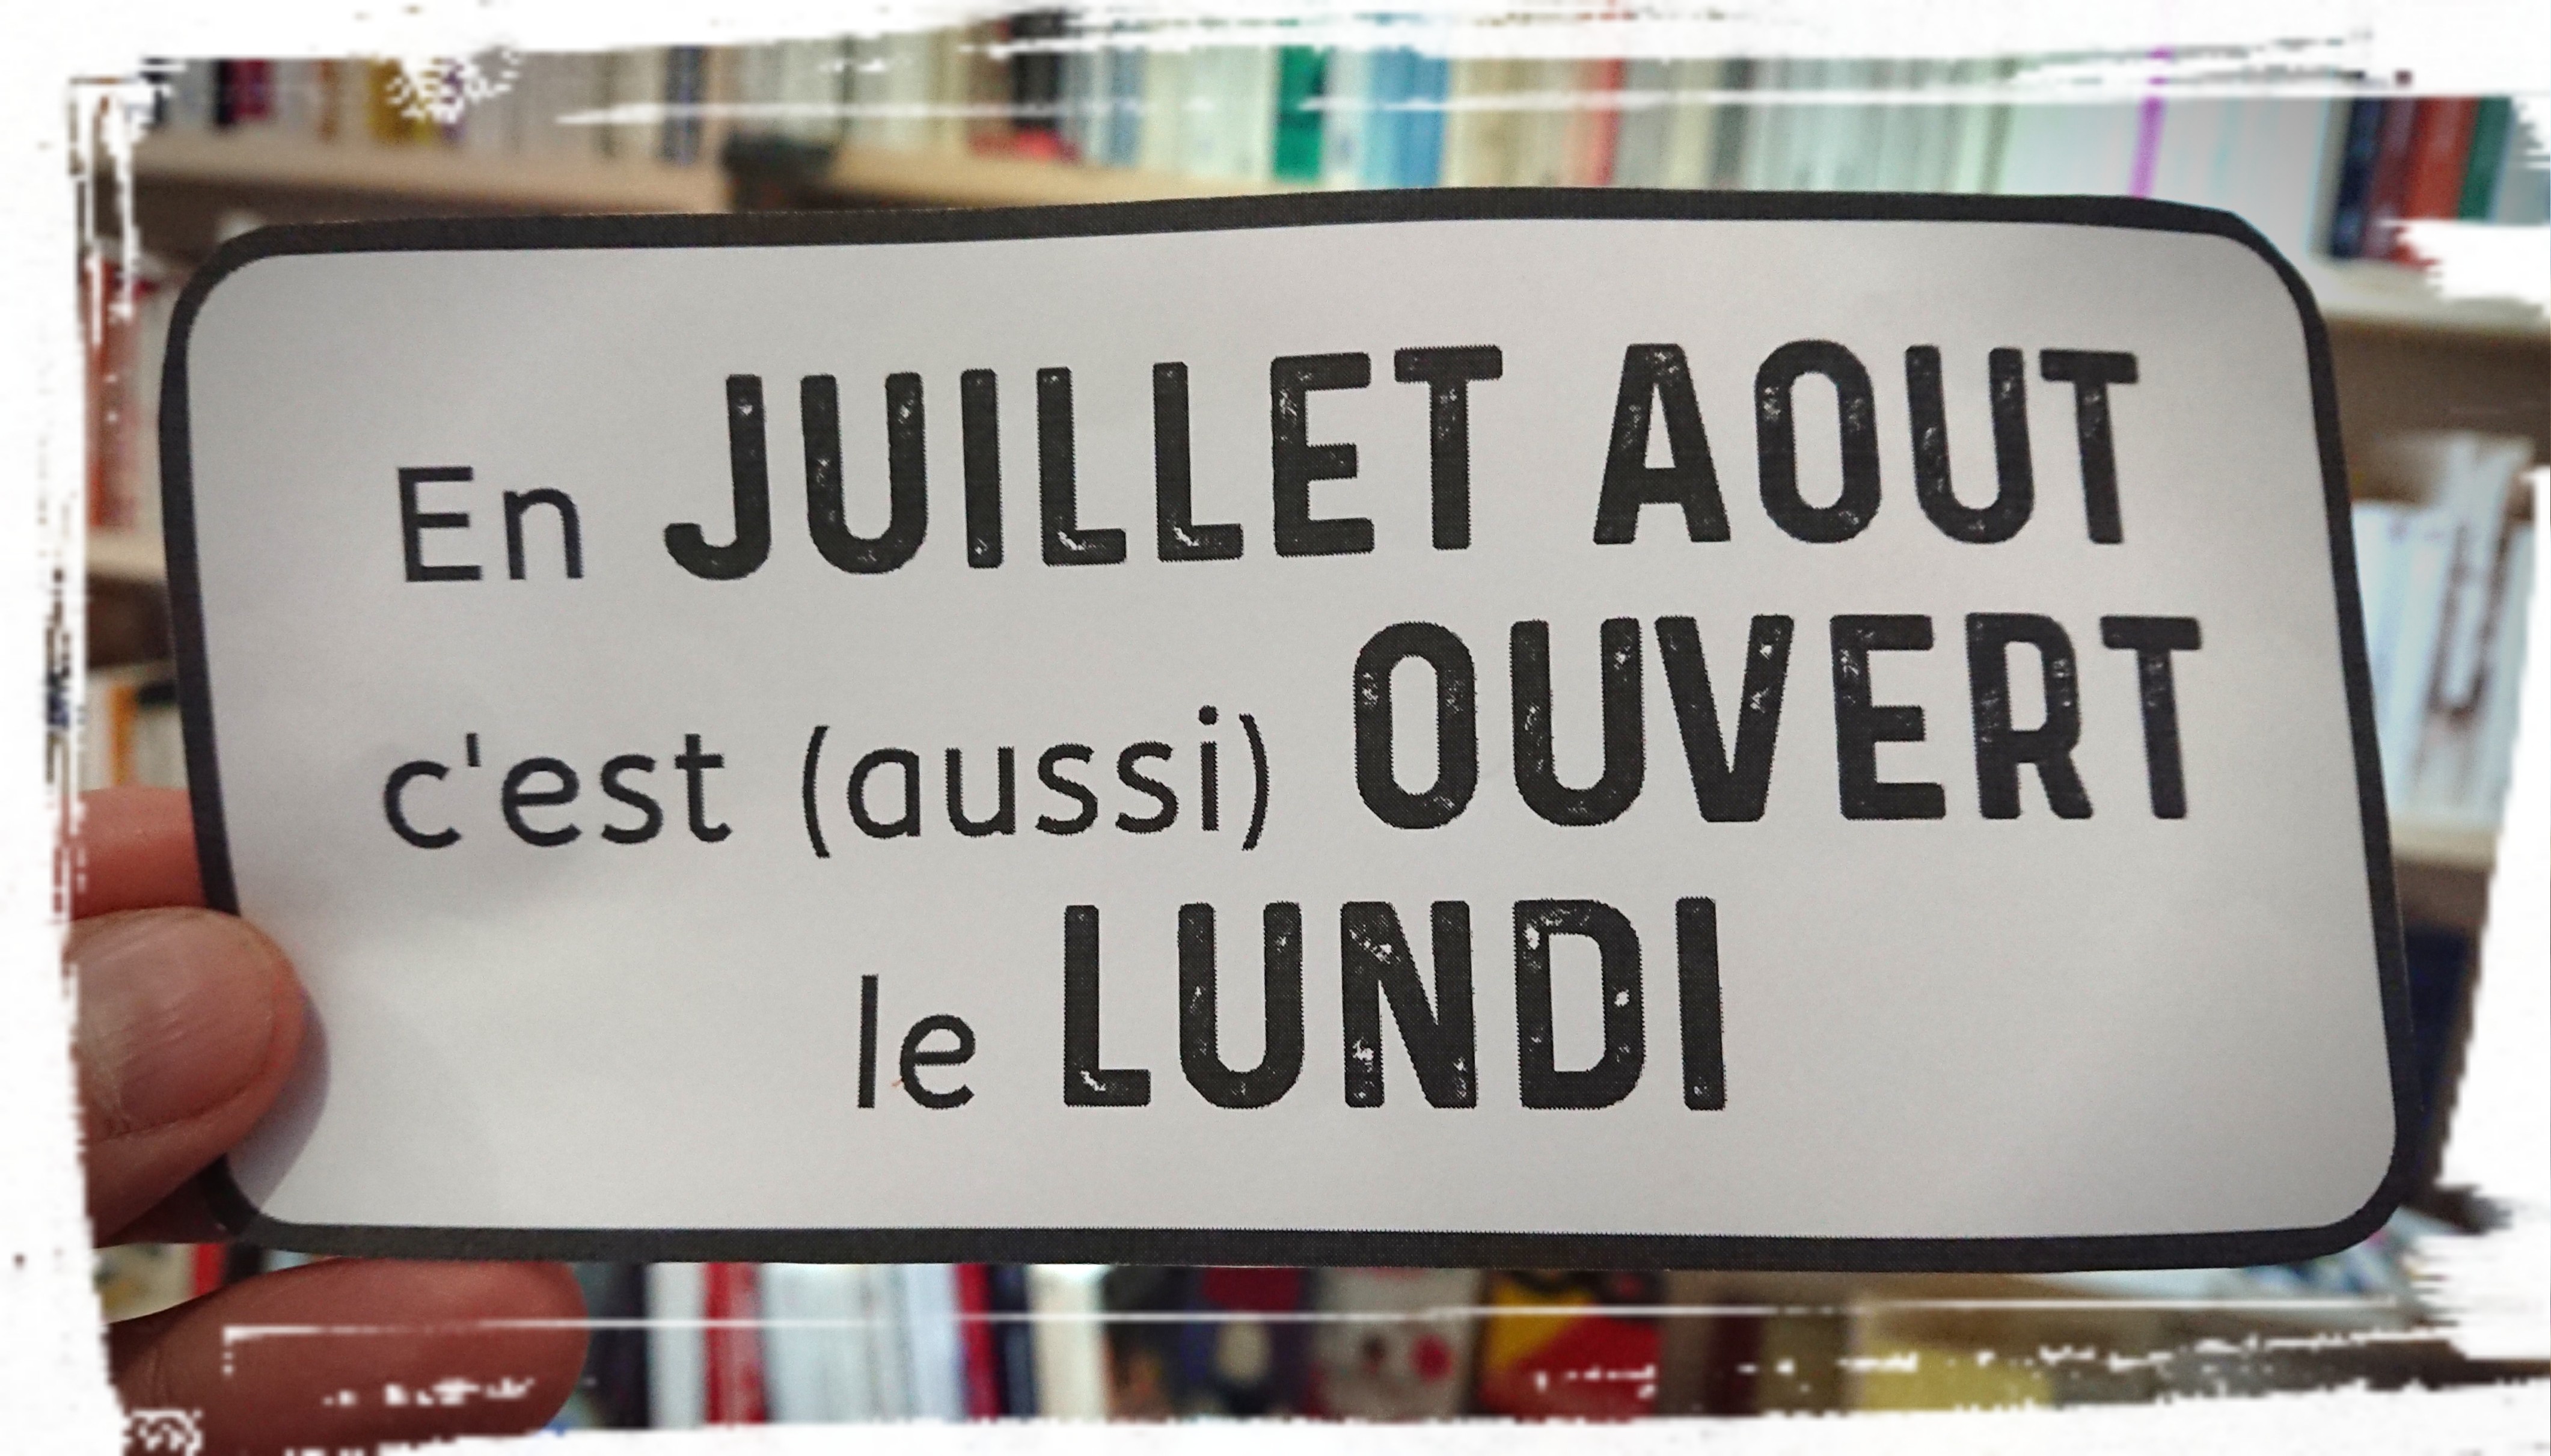 En JUILLET AOUT
c'est (aussi) OUVERT
le LUNDI